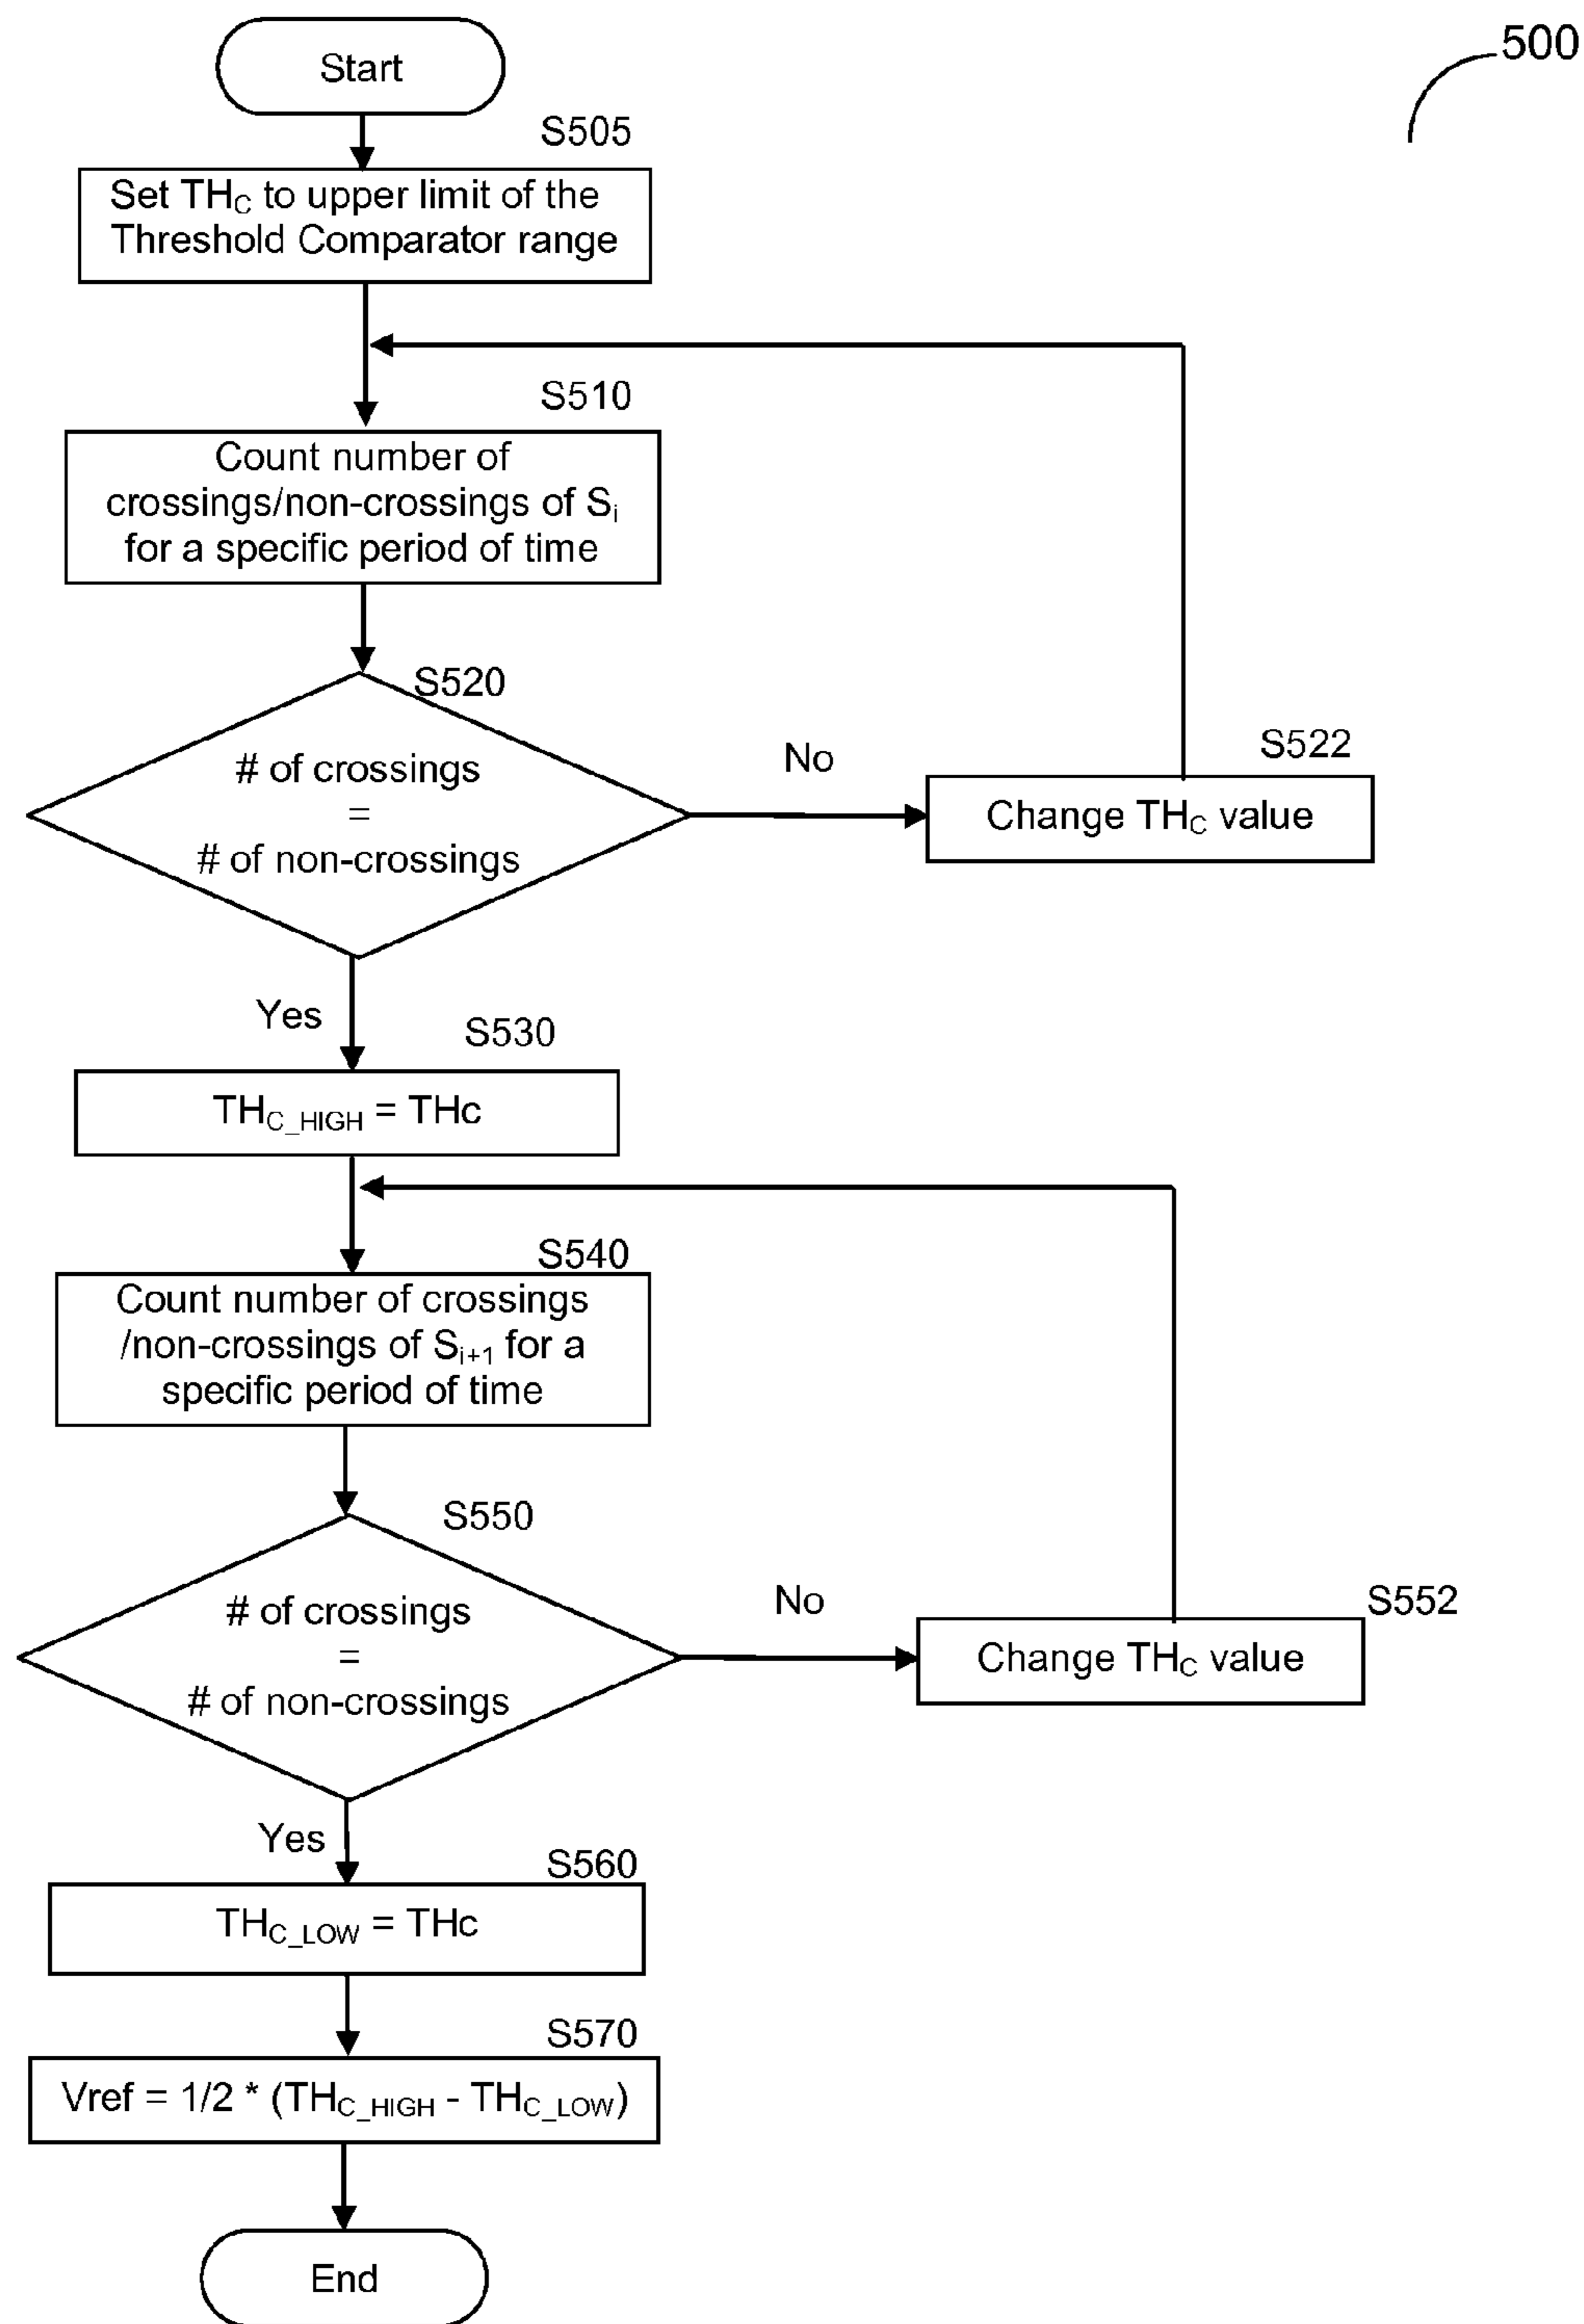 500
Start
S505
Set THC to upper limit of the
Threshold Comparator range
S510
Count number of
crossings/non-crossings of Si
for a specific period of time
S520
# of crossings
=
# of non-crossings
No
S522
Change THC value
Yes
S530
THC_HIGH = THc
S540
Count number of crossings
/non-crossings of Si+1 for a
specific period of time
S550
# of crossings
=
# of non-crossings
No
S552
Change THC value
Yes
S560
THC_LOW = THc
S570
Vref = 1/2 * (THC_HIGH - THC_LOW)
End